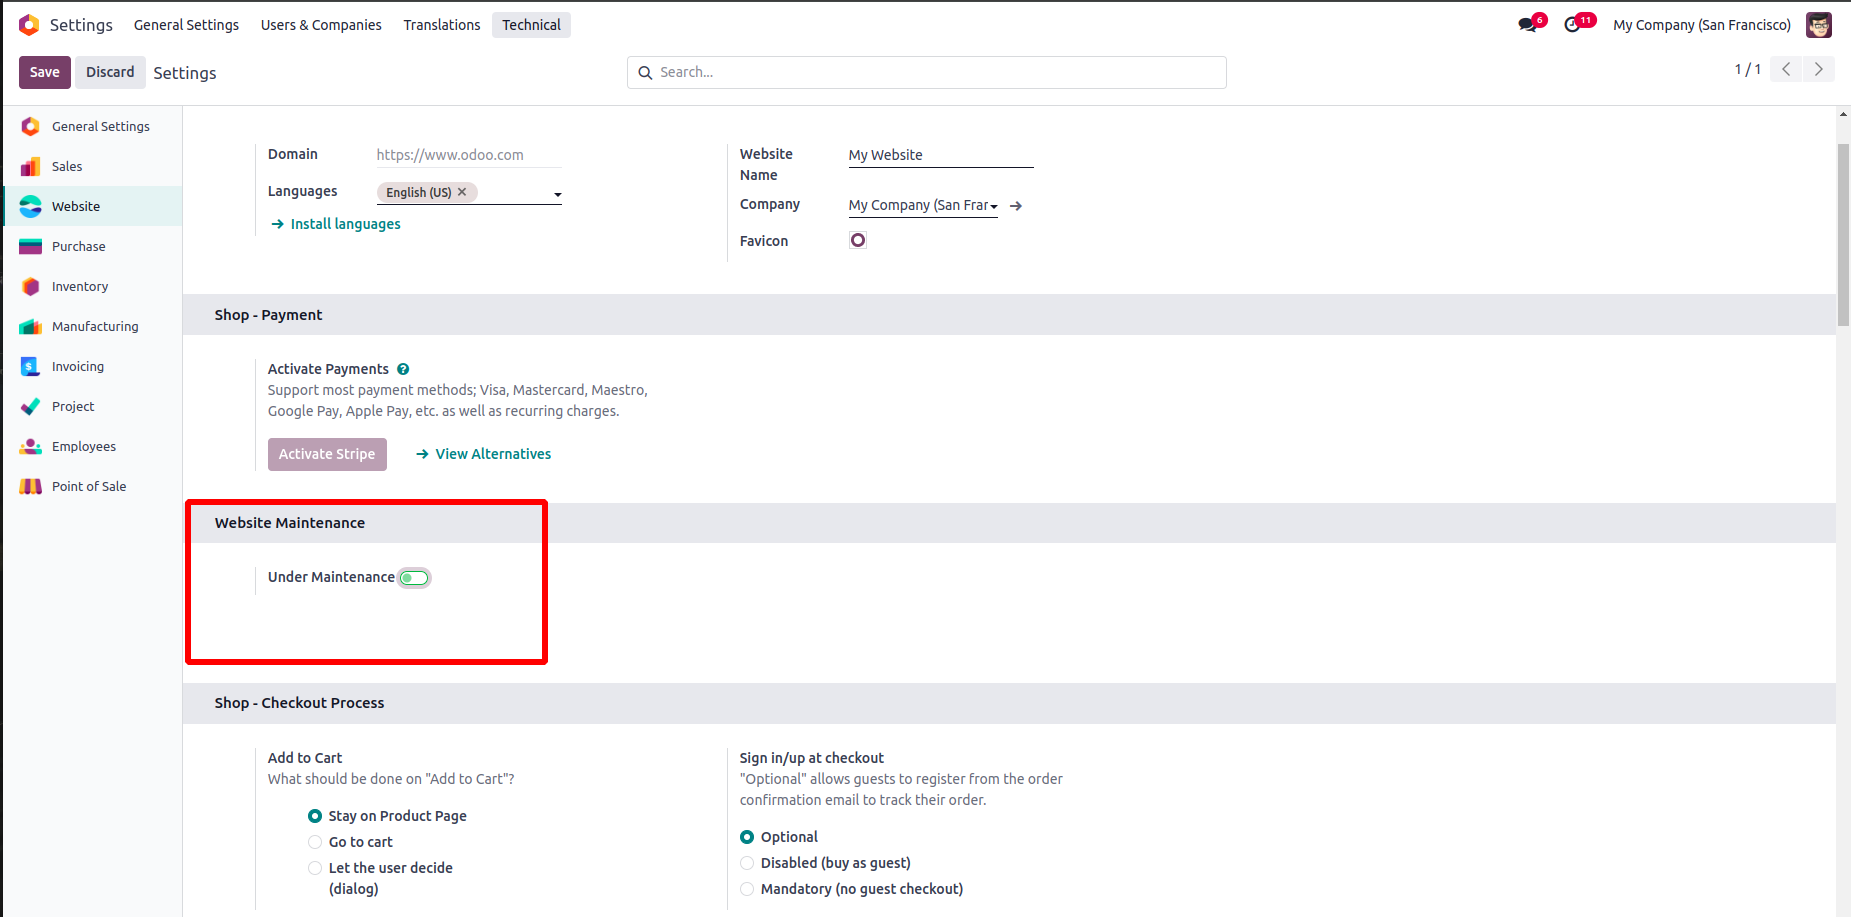 Settings General Settings Users & Companies Translations Technical 6 11 My Company (San Francisco)
Save Discard Settings Search... 1 / 1
General Settings
Sales
Website
Purchase
Inventory
Manufacturing
Invoicing
Project
Employees
Point of Sale
Domain https://www.odoo.com
Languages English (US)
Install languages
Website Name My Website
Company My Company (San Frar
Favicon
Shop - Payment
Activate Payments ?
Support most payment methods; Visa, Mastercard, Maestro,
Google Pay, Apple Pay, etc. as well as recurring charges.
Activate Stripe View Alternatives
Website Maintenance
Under Maintenance
Shop - Checkout Process
Add to Cart
What should be done on "Add to Cart"?
Stay on Product Page
Go to cart
Let the user decide
(dialog)
Sign in/up at checkout
"Optional" allows guests to register from the order
confirmation email to track their order.
Optional
Disabled (buy as guest)
Mandatory (no guest checkout)